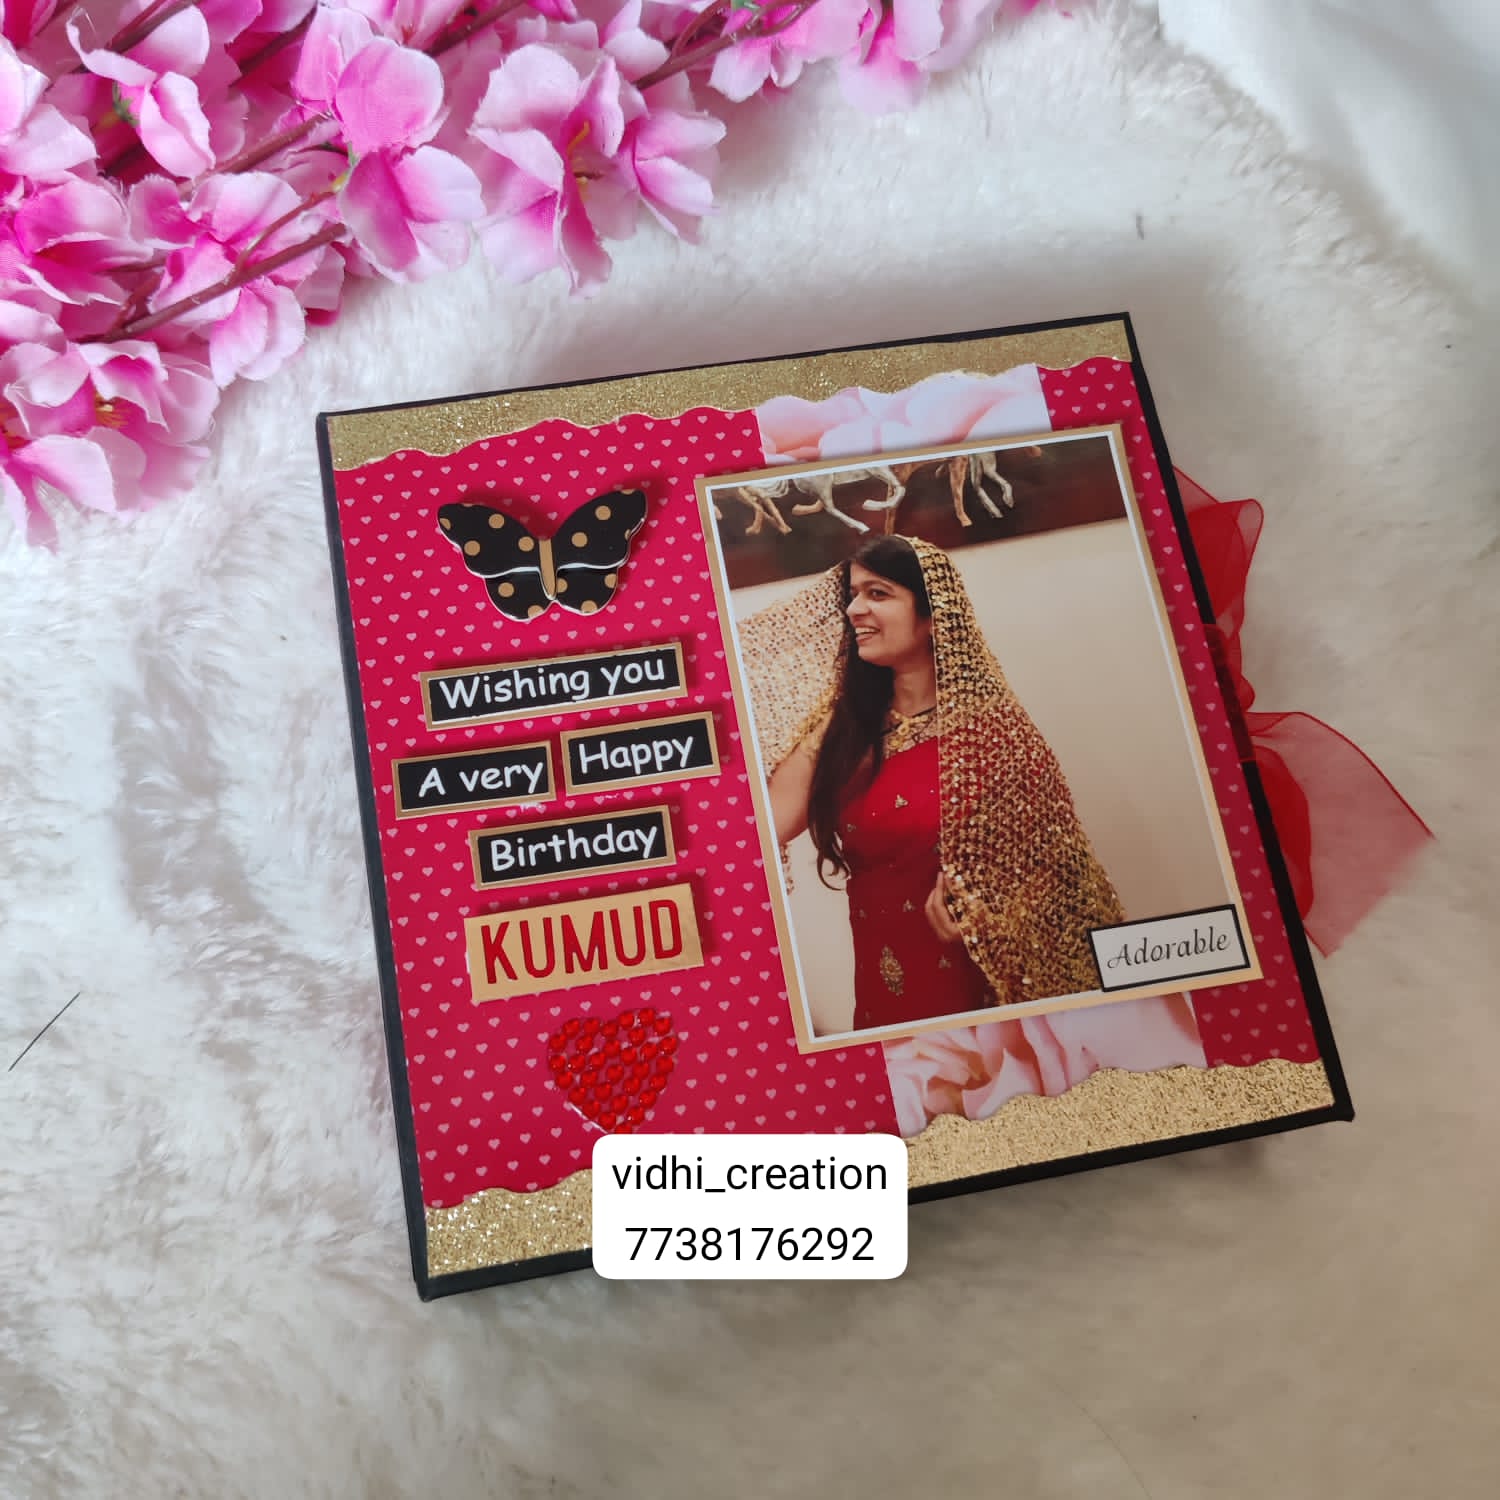 Wishing you
A very Happy
Birthday
KUMUD
Adorable
vidhi_creation
7738176292